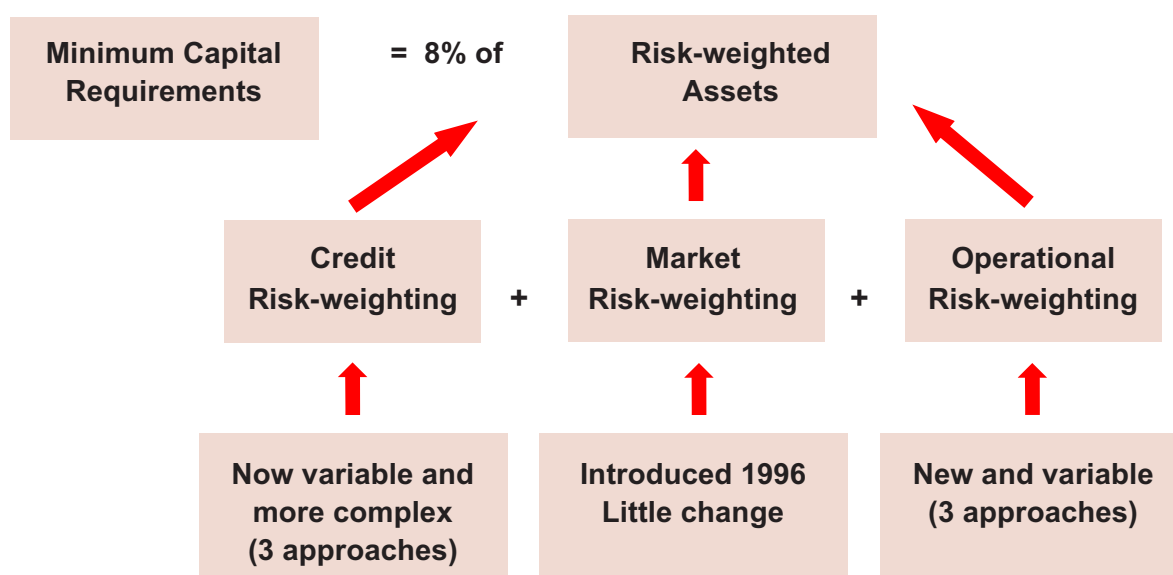 Minimum Capital
Requirements
= 8% of
Risk-weighted
Assets
Credit
Risk-weighting
+
Market
Risk-weighting
+
Operational
Risk-weighting
Now variable and
more complex
(3 approaches)
Introduced 1996
Little change
New and variable
(3 approaches)